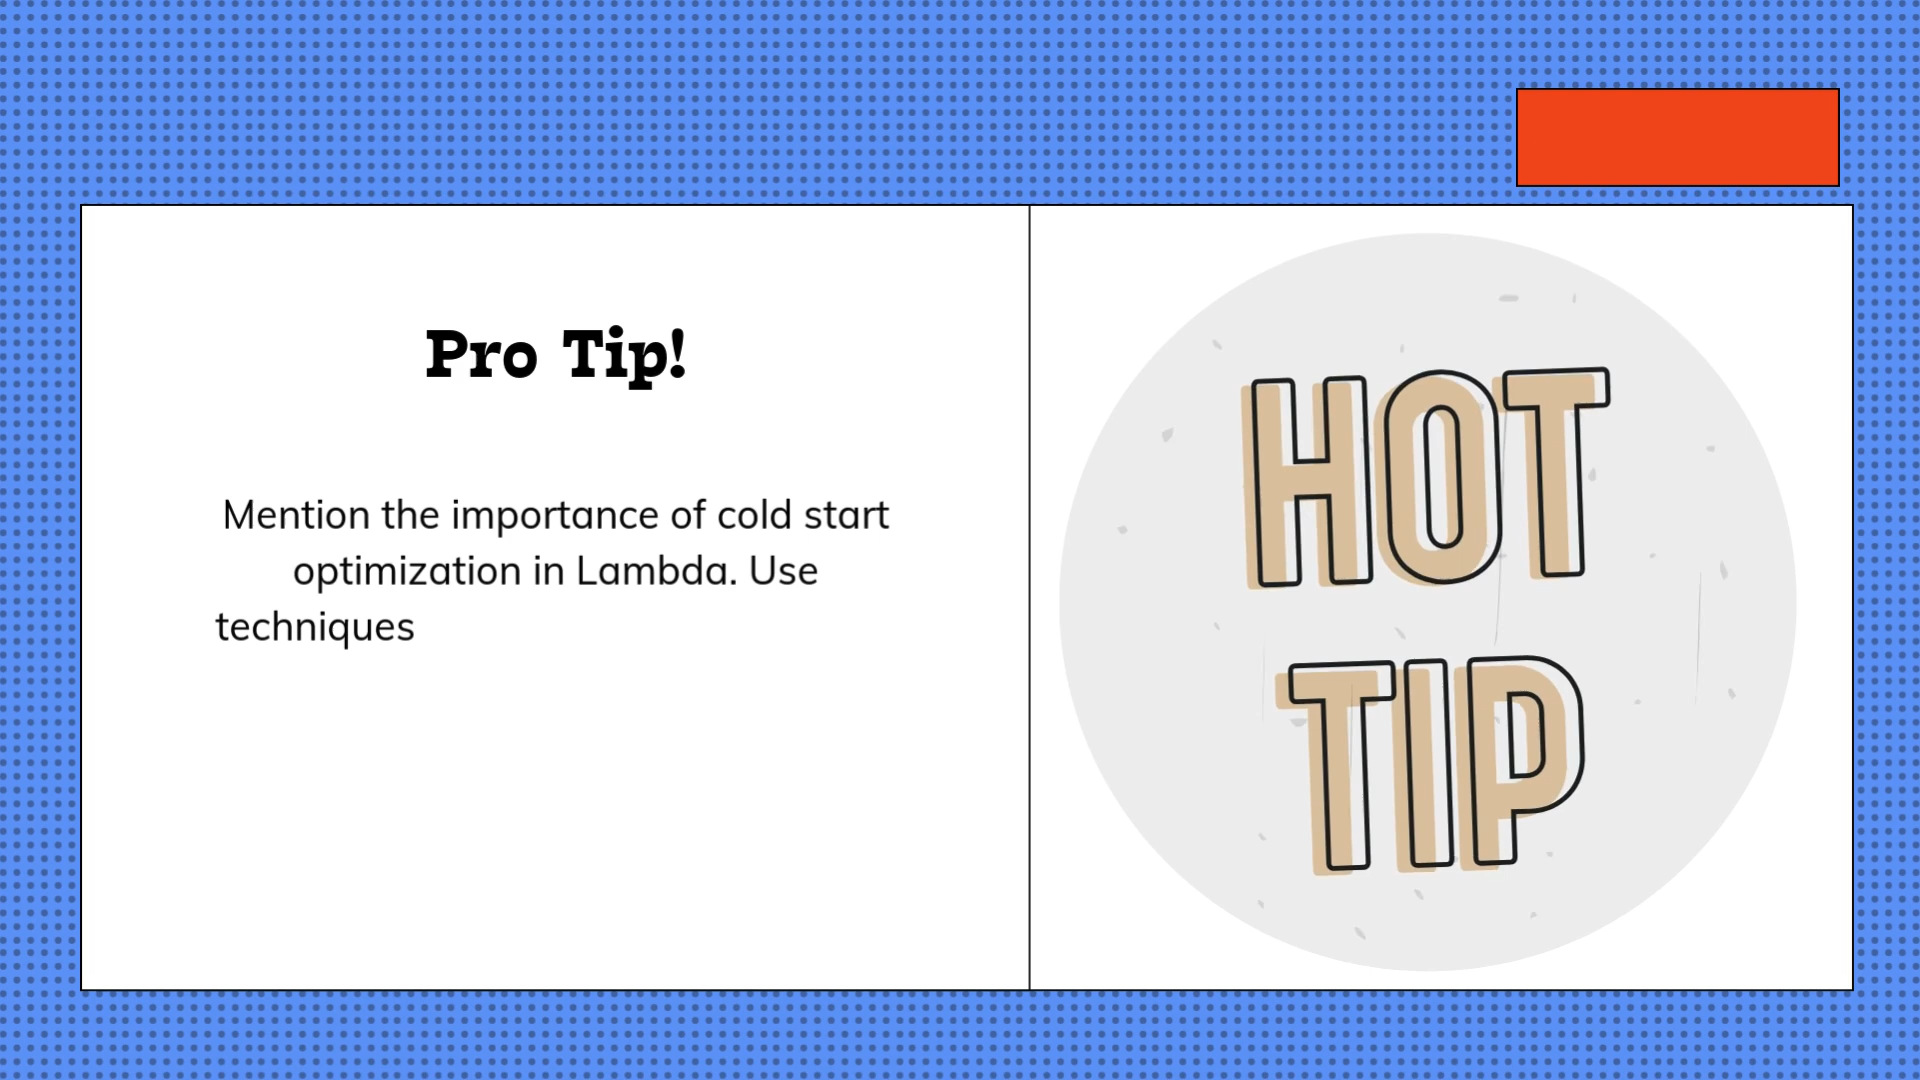 Pro Tip!
Mention the importance of cold start
optimization in Lambda. Use
techniques
HOT
TIP